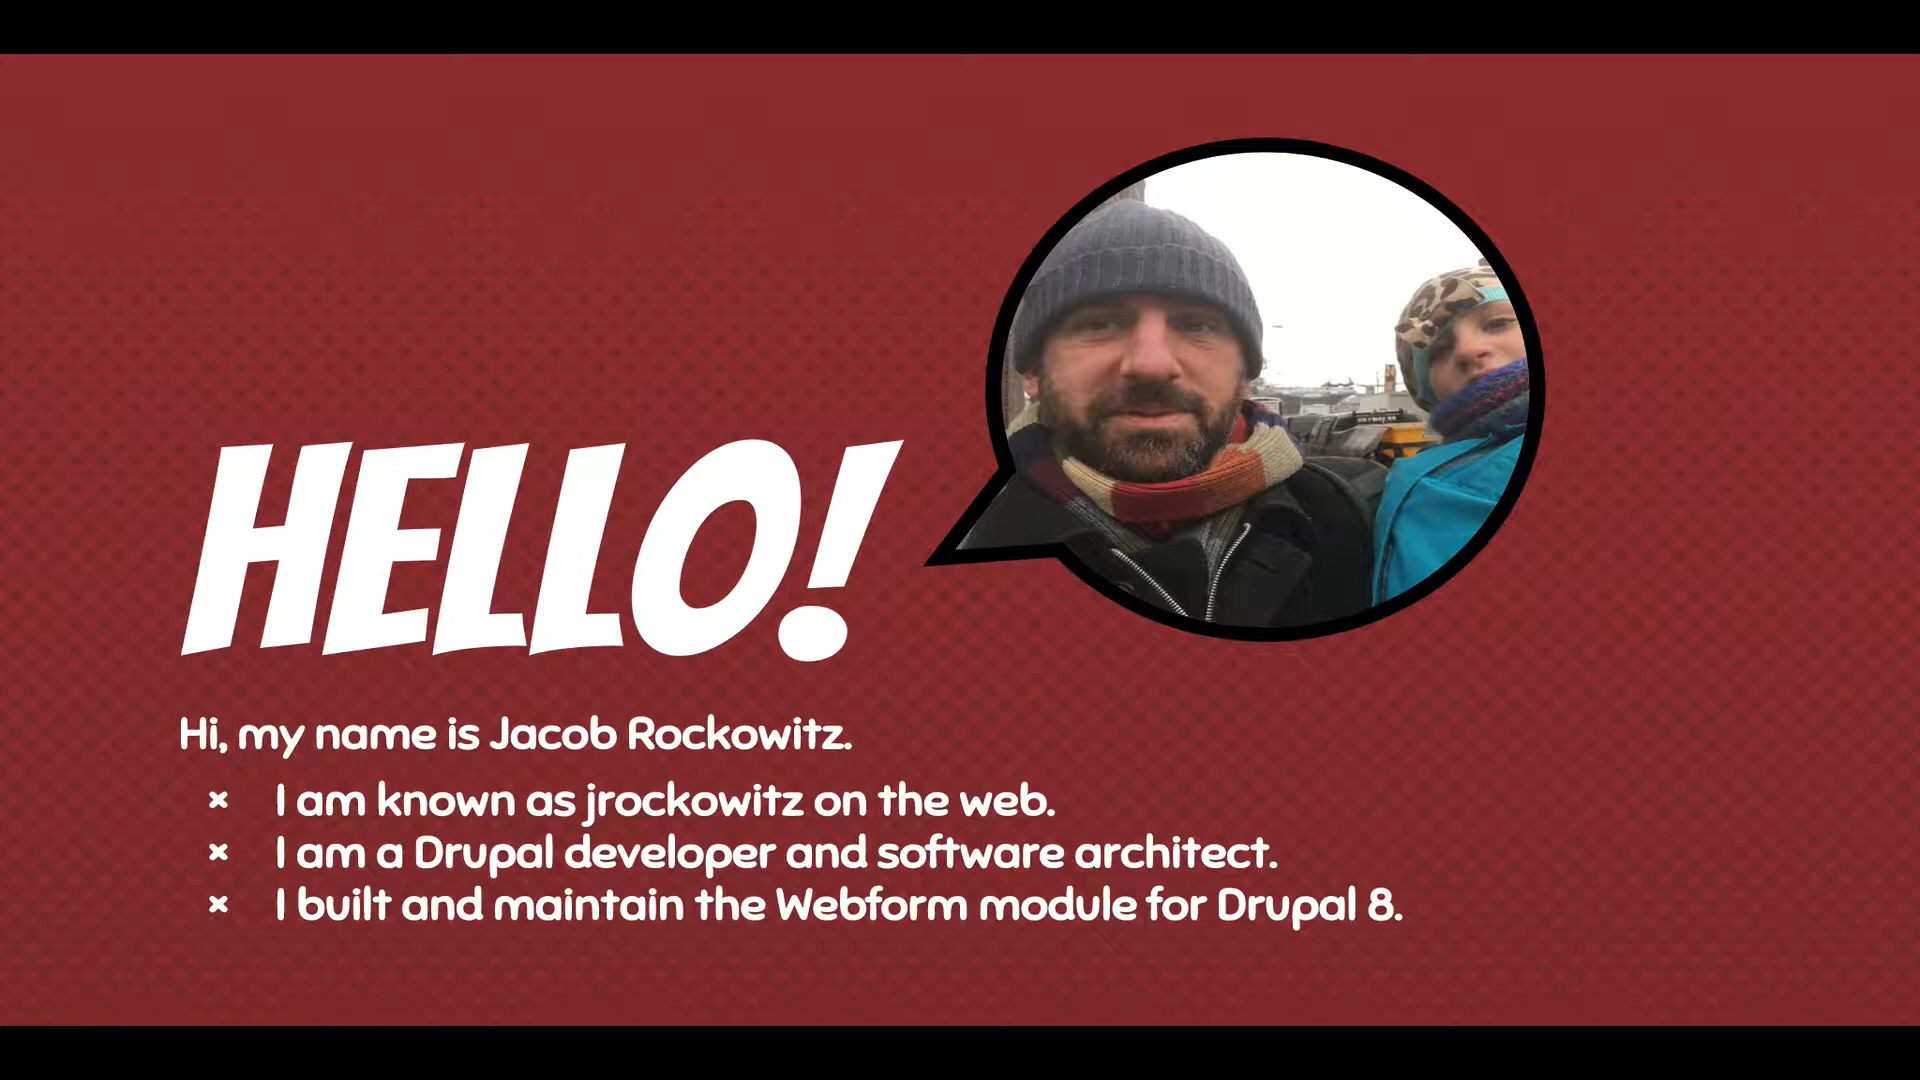 HELLO!
Hi, my name is Jacob Rockowitz.
× I am known as jrockowitz on the web.
× I am a Drupal developer and software architect.
× I built and maintain the Webform module for Drupal 8.